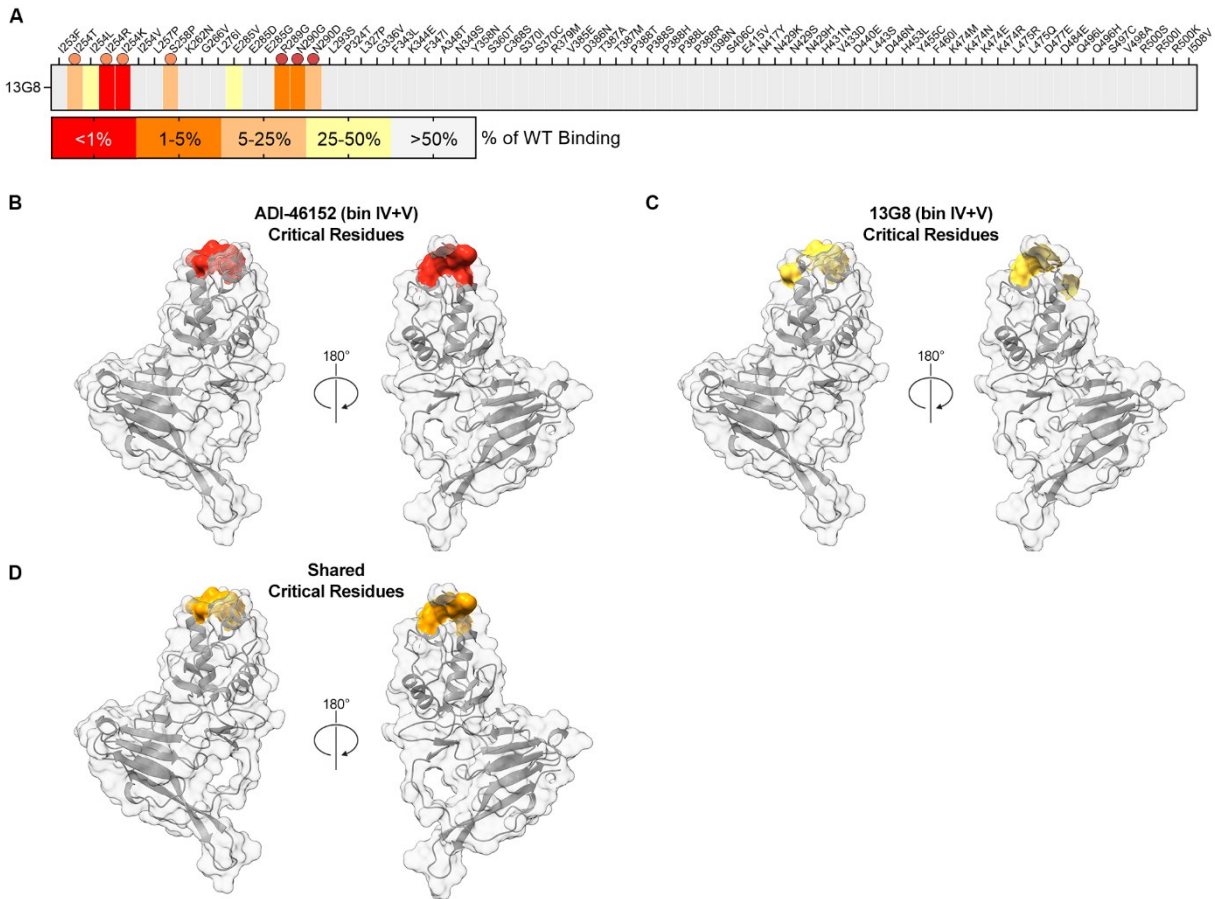 A
I253F I254T I254L I254R I254K I254V L257P S258P K262N G266V L276I E285V E285D E285G R289G N290G N290D L293S P324T L327P G336V F343L K344E F347I A348T N349S Y358N S360T C368S S370I S370C R379M V385E D386N T387A T387M P388T P388S P388H P388L P388R I398N S406C E415V N417Y N429K N429S N429H H431N V433D D440E L443S D446N H453L Y455C F460I K474M K474N K474E K474R L475R L475Q D477E D484E Q496L Q496H S497C V498A R500S R500I R500K I508V
13G8
<1% 1-5% 5-25% 25-50% >50% % of WT Binding
B
ADI-46152 (bin IV+V)
Critical Residues
180°
C
13G8 (bin IV+V)
Critical Residues
180°
D
Shared
Critical Residues
180°